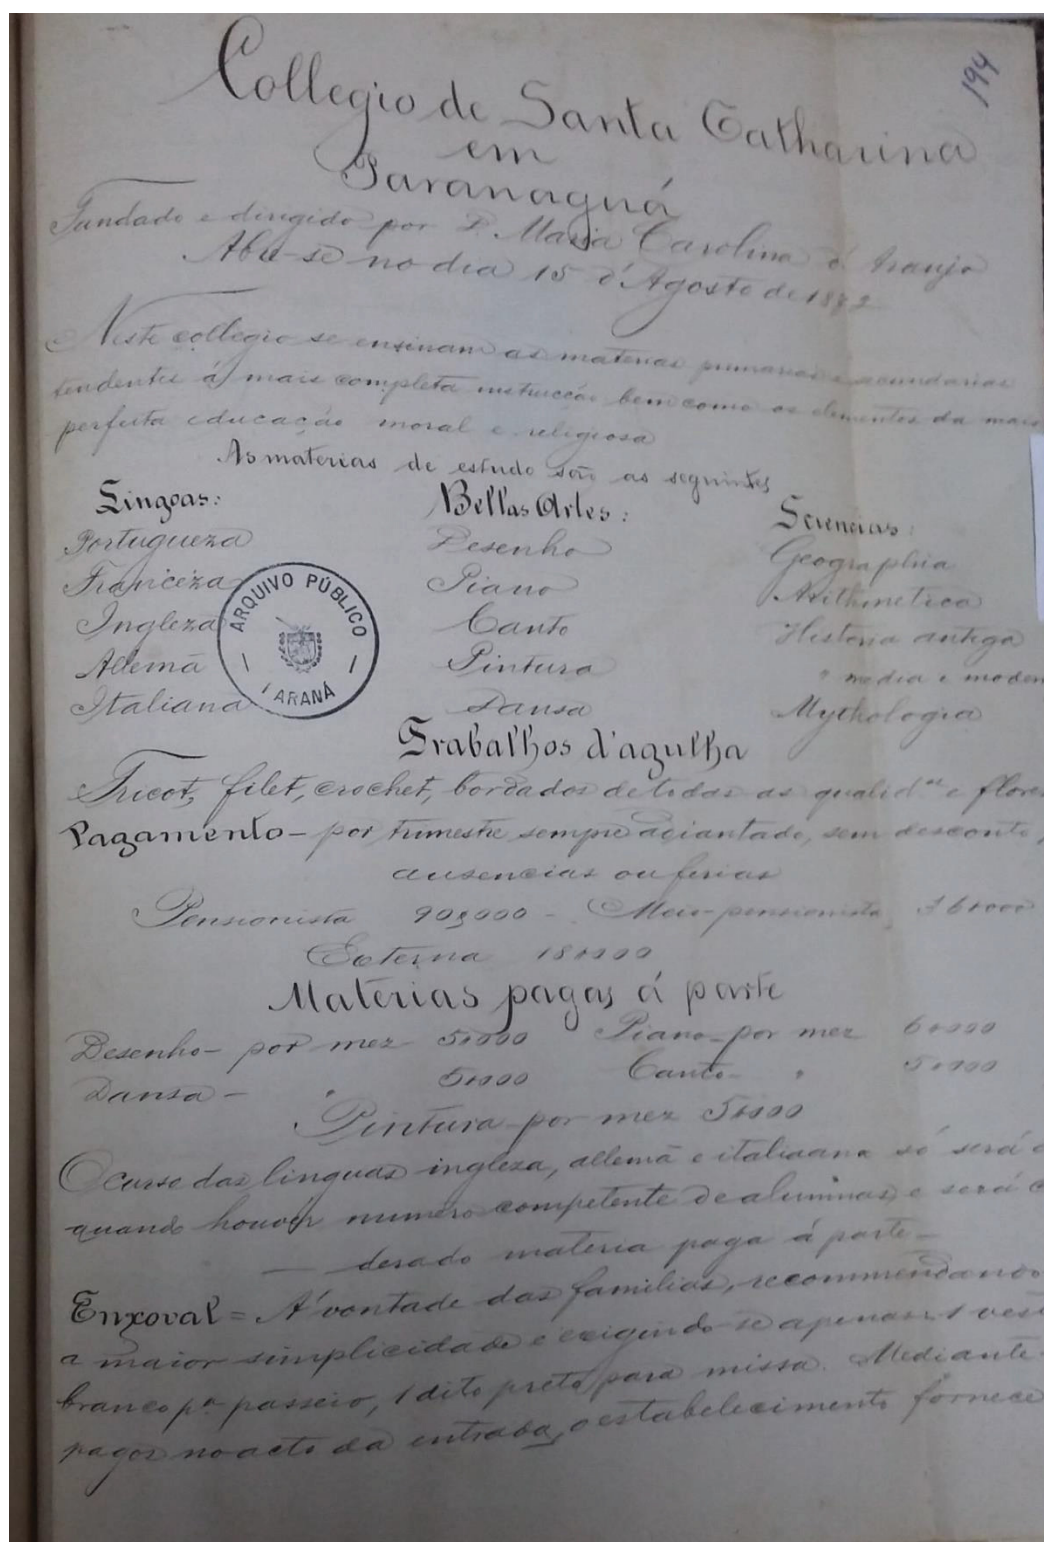 194
Collegio de Santa Catharina
em
Paranaguá
Fundado e dirigido por D. Maria Carolina d' Araujo
Abre-se no dia 15 d'Agosto de 1872
Neste collegio se ensinam as materias primarias e secundarias
tendentes á mais completa instrucção bem como os elementos da mais
perfeita educação moral e religiosa
As materias de estudo são as seguintes
Lingoas: Bellas Artes: Sciencias:
Portugueza Desenho Geographia
Franceza Piano Arithmetica
Ingleza Canto Historia antiga
Allemã Pintura " media e moder
Italiana Dansa Mythologia
ARQUIVO PÚBLICO
PARANÁ
Trabalhos d'agulha
Tricot, filet, crochet, bordados de todas as qualid.es e flores
Pagamento - por trimestre sempre adiantado, sem desconto,
ausencias ou ferias
Pensionista 90$000 - Meio-pensionista 36$000
Externa 18$000
Materias pagas á parte
Desenho - por mez 5$000 Piano - por mez 6$000
Dansa - " 5$000 Canto - " 5$000
Pintura por mez 5$000
O curso das linguas ingleza, allemã e italiana só será
quando houver numero competente de alumnas, e será c
derado materia paga á parte -
Enxoval = Á vontade das familias, recommendando
a maior simplicidade e exigindo-se apenas 1 vest
branco p.a passeio, 1 dito preto para missa. Mediante
pagos no acto da entrada, o estabelecimento fornece